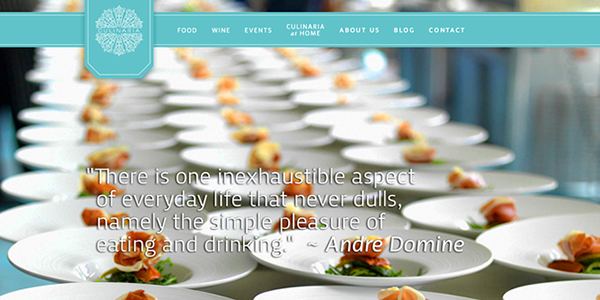 CULINARIA
FOOD WINE EVENTS CULINARIA at HOME ABOUT US BLOG CONTACT
"There is one inexhaustible aspect
of everyday life that never dulls,
namely the simple pleasure of
eating and drinking." ~ Andre Domine